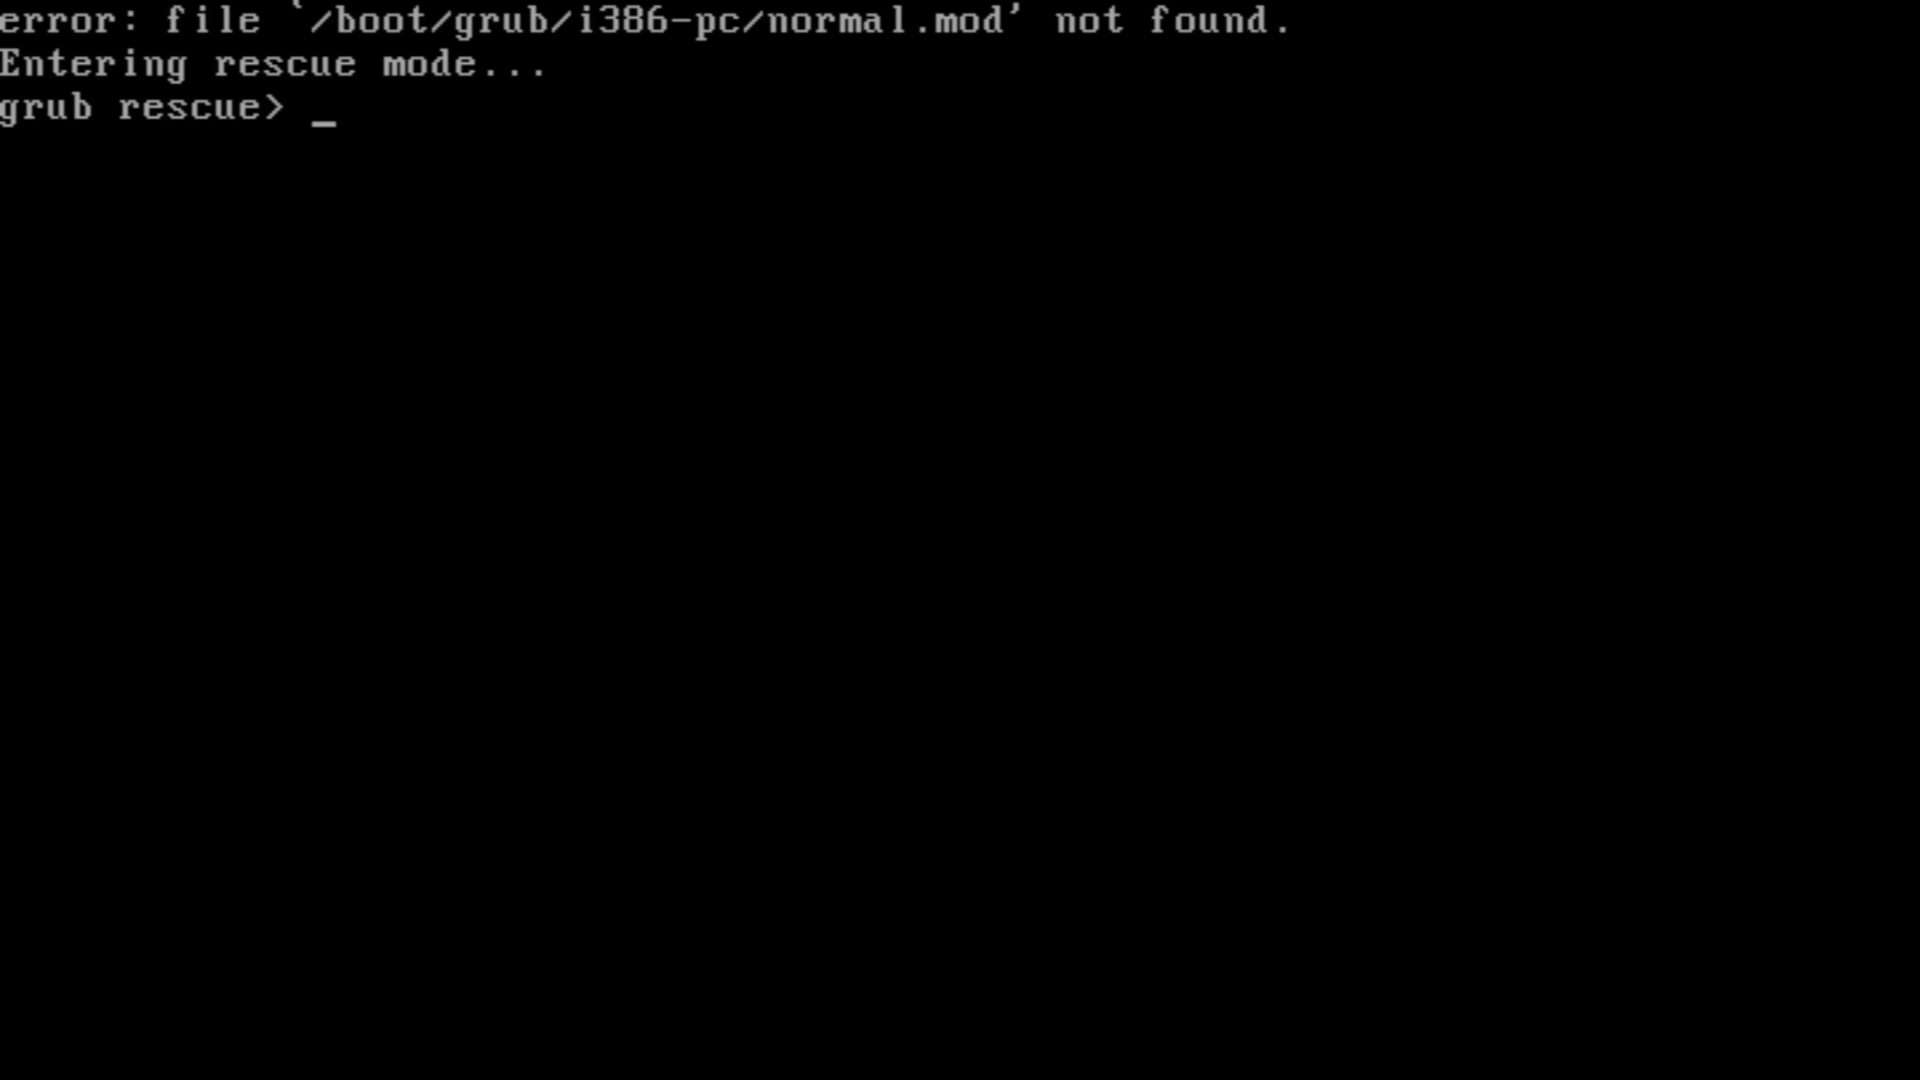 error: file `/boot/grub/i386-pc/normal.mod' not found.
Entering rescue mode...
grub rescue> _